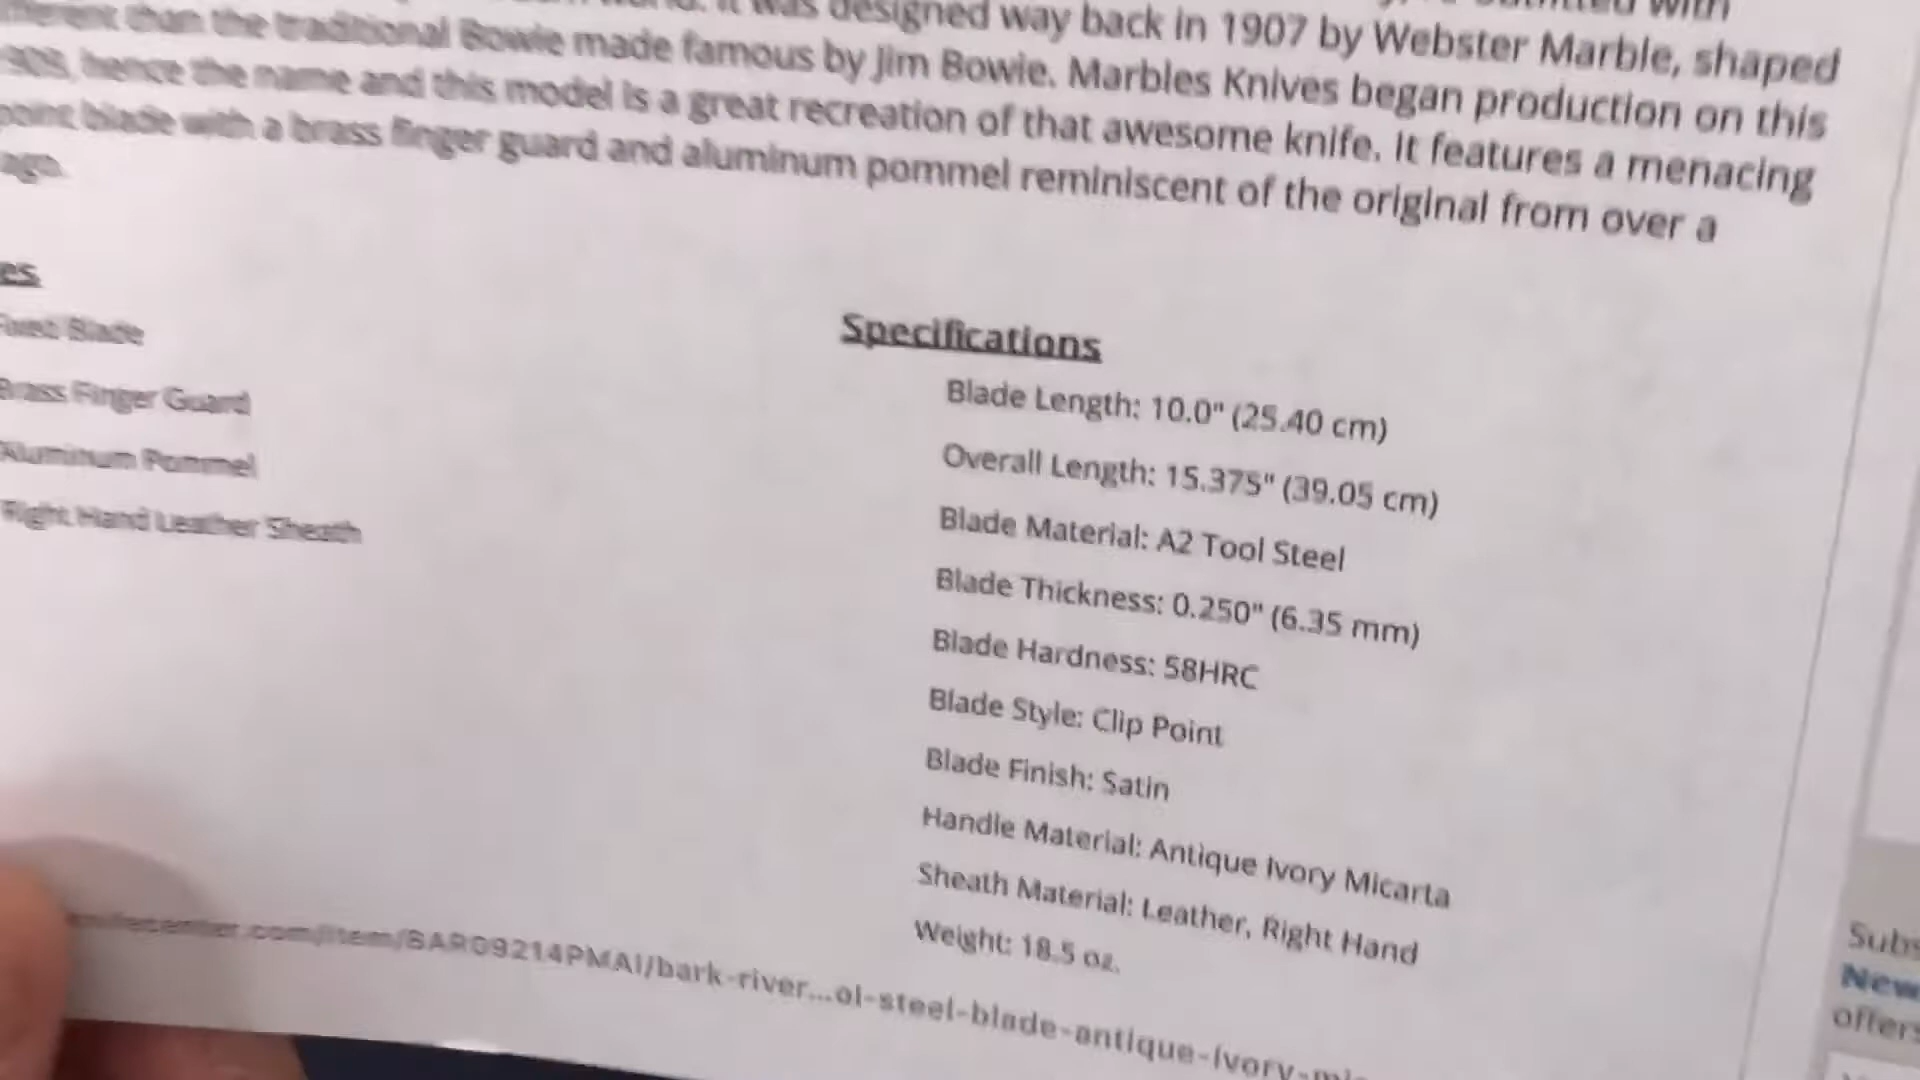 was designed way back in 1907 by Webster Marble, shaped
than the traditional Bowie made famous by Jim Bowie. Marbles Knives began production on this
hence the name and this model is a great recreation of that awesome knife. It features a menacing
point blade with a brass finger guard and aluminum pommel reminiscent of the original from over a
ago.
es
Fixed Blade
Brass Finger Guard
Aluminum Pommel
Right Hand Leather Sheath
Specifications
Blade Length: 10.0" (25.40 cm)
Overall Length: 15.375" (39.05 cm)
Blade Material: A2 Tool Steel
Blade Thickness: 0.250" (6.35 mm)
Blade Hardness: 58HRC
Blade Style: Clip Point
Blade Finish: Satin
Handle Material: Antique Ivory Micarta
Sheath Material: Leather, Right Hand
Weight: 18.5 oz.
.com/item/BAR09214PMAI/bark-river...ol-steel-blade-antique-ivory-mic
Subs
New
offers